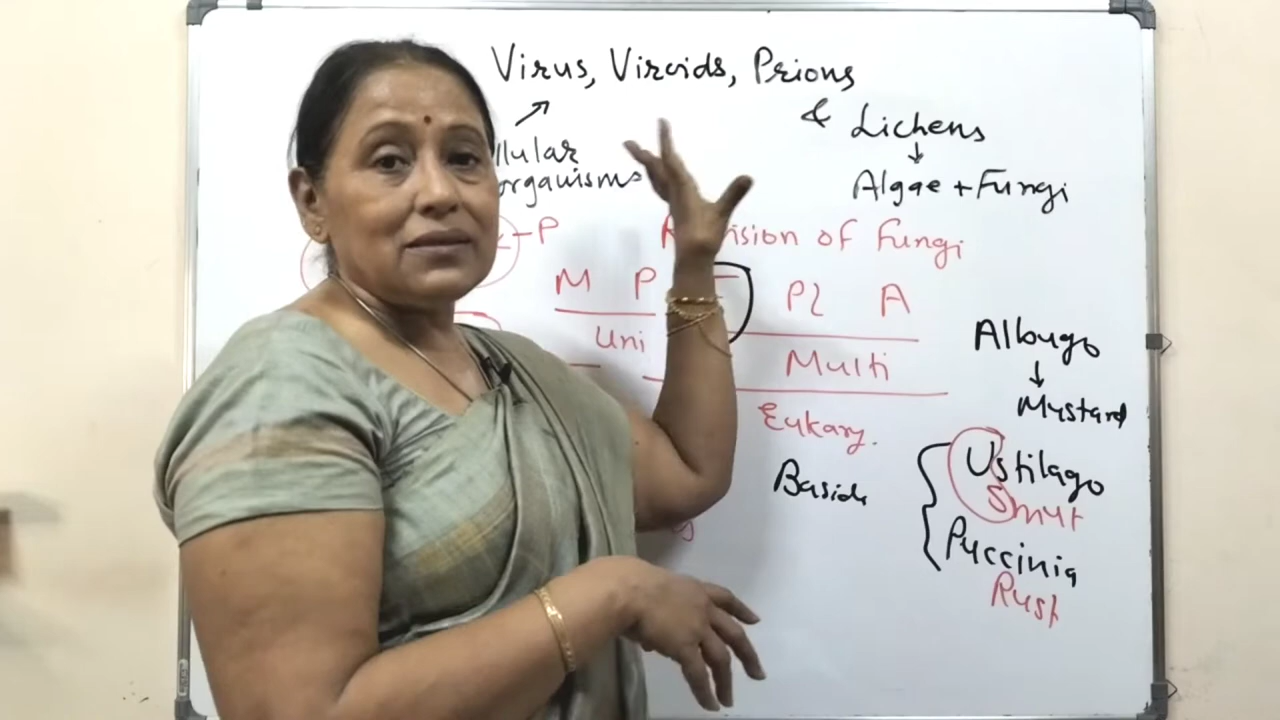 Virus, Viroids, Prions
& Lichens
↓
llular
organisms
Algae + Fungi
-P
ision of Fungi
M P
Pl A
Uni
Multi
Albugo
↓
Mustard
Eukary.
Basidi
Ustilago
Smut
Puccinia
Rust